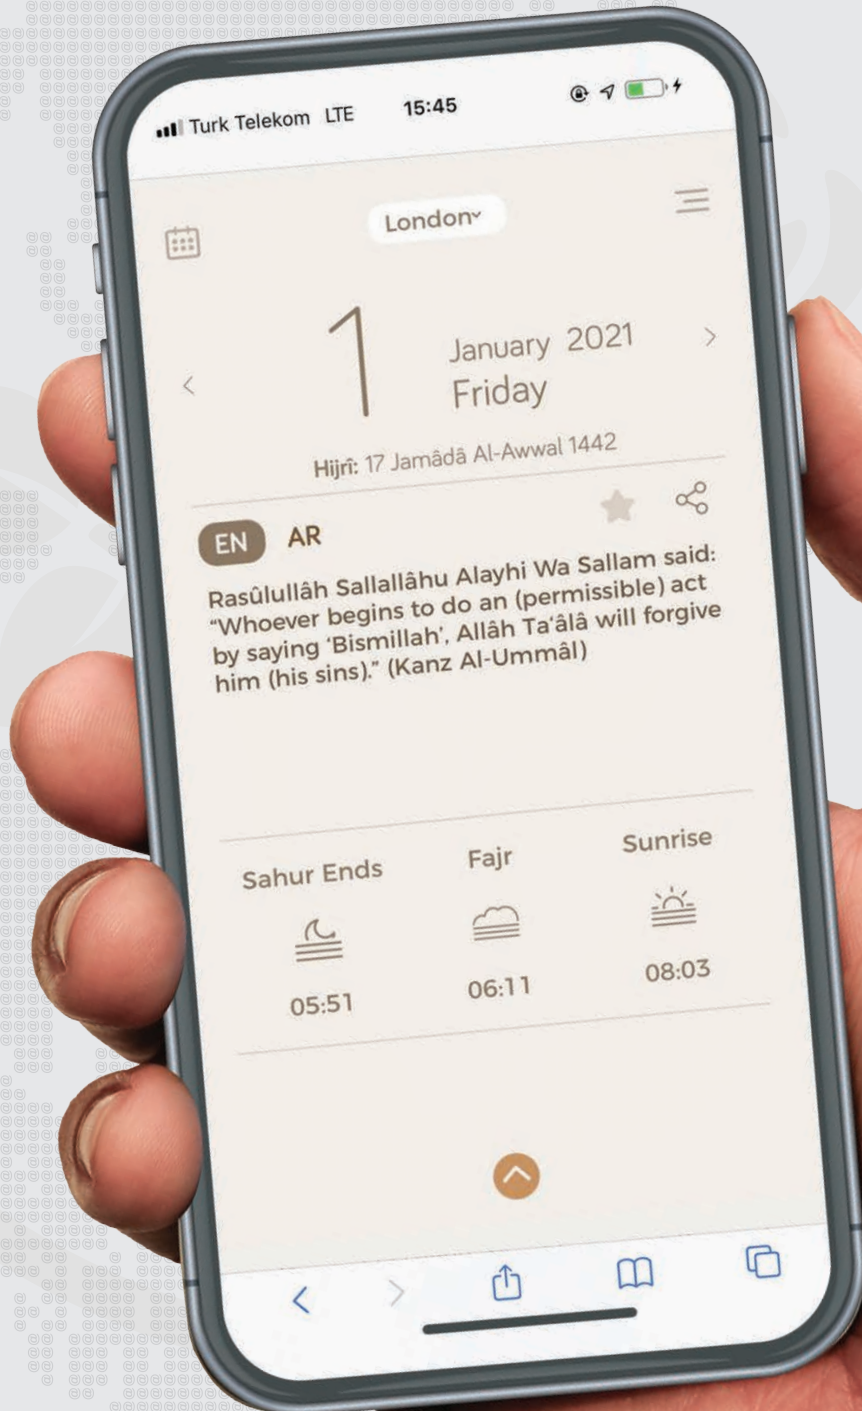 Turk Telekom LTE 15:45
London
1 January 2021
Friday
Hijrî: 17 Jamâdâ Al-Awwal 1442
EN AR
Rasûlullâh Sallallâhu Alayhi Wa Sallam said:
“Whoever begins to do an (permissible) act
by saying ‘Bismillah’, Allâh Ta‘âlâ will forgive
him (his sins).” (Kanz Al-Ummâl)
Sahur Ends Fajr Sunrise
05:51 06:11 08:03